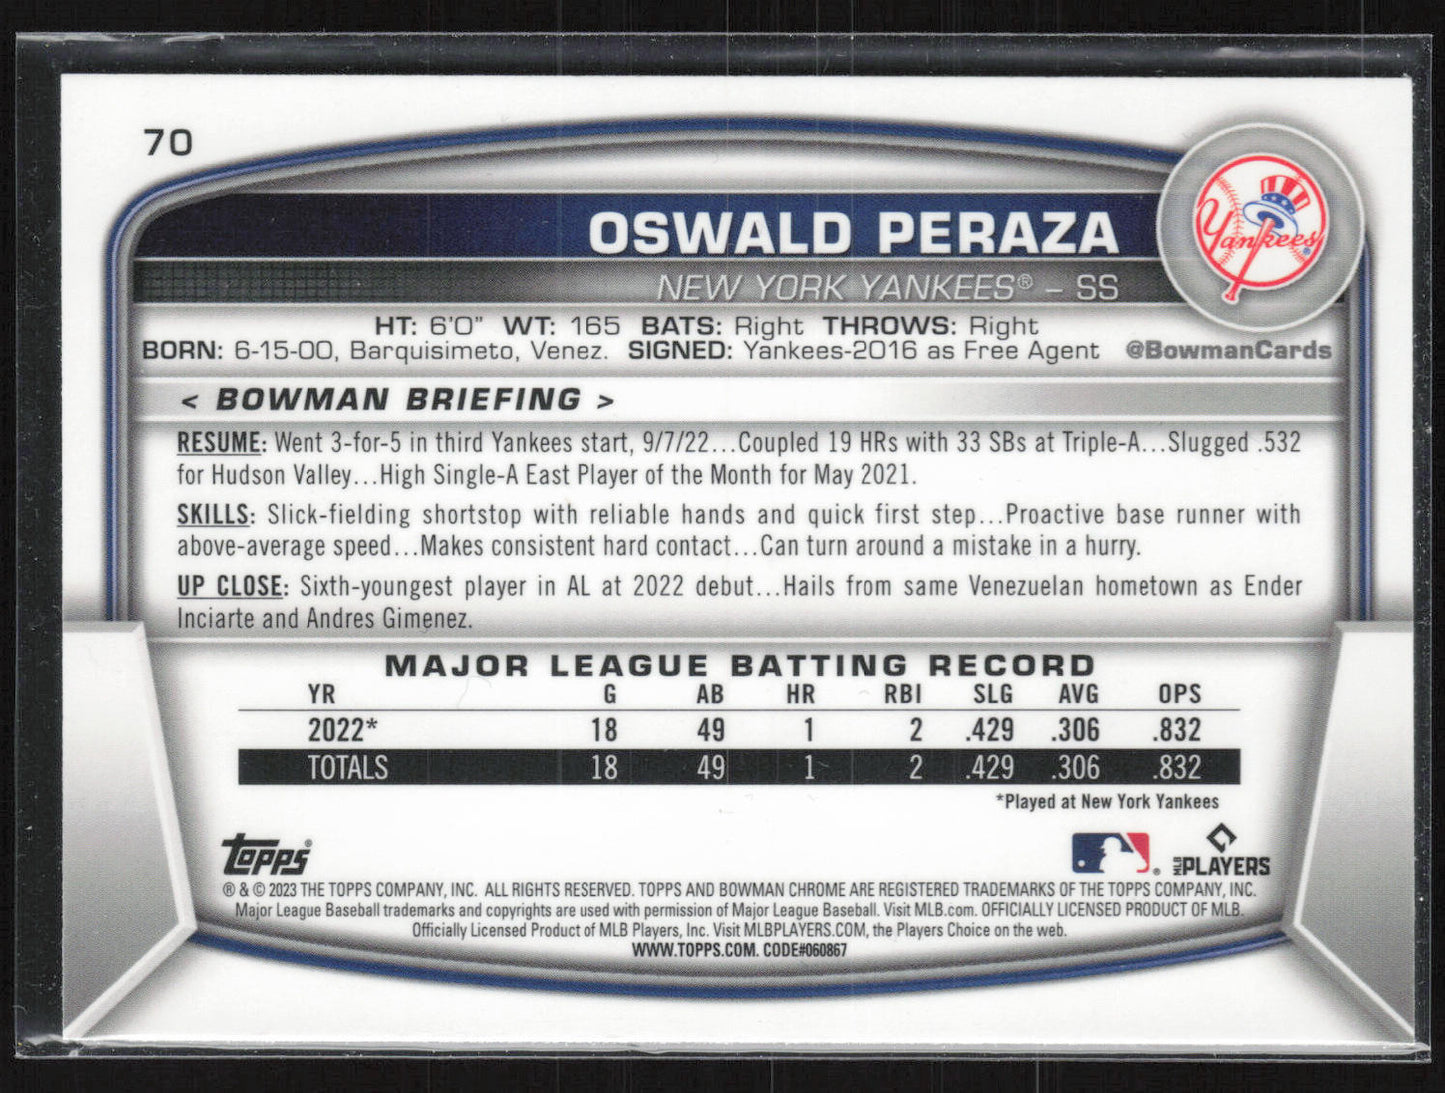 70
OSWALD PERAZA
Yankees
NEW YORK YANKEES® – SS
HT: 6'0" WT: 165 BATS: Right THROWS: Right
BORN: 6-15-00, Barquisimeto, Venez. SIGNED: Yankees-2016 as Free Agent @BowmanCards
< BOWMAN BRIEFING >
RESUME: Went 3-for-5 in third Yankees start, 9/7/22...Coupled 19 HRs with 33 SBs at Triple-A...Slugged .532
for Hudson Valley...High Single-A East Player of the Month for May 2021.
SKILLS: Slick-fielding shortstop with reliable hands and quick first step...Proactive base runner with
above-average speed...Makes consistent hard contact...Can turn around a mistake in a hurry.
UP CLOSE: Sixth-youngest player in AL at 2022 debut...Hails from same Venezuelan hometown as Ender
Inciarte and Andres Gimenez.
MAJOR LEAGUE BATTING RECORD
YR G AB HR RBI SLG AVG OPS
2022* 18 49 1 2 .429 .306 .832
TOTALS 18 49 1 2 .429 .306 .832
*Played at New York Yankees
Topps® MLB PLAYERS
® & © 2023 THE TOPPS COMPANY, INC. ALL RIGHTS RESERVED. TOPPS AND BOWMAN CHROME ARE REGISTERED TRADEMARKS OF THE TOPPS COMPANY, INC.
Major League Baseball trademarks and copyrights are used with permission of Major League Baseball. Visit MLB.com. OFFICIALLY LICENSED PRODUCT OF MLB.
Officially Licensed Product of MLB Players, Inc. Visit MLBPLAYERS.COM, the Players Choice on the web.
WWW.TOPPS.COM. CODE#060867